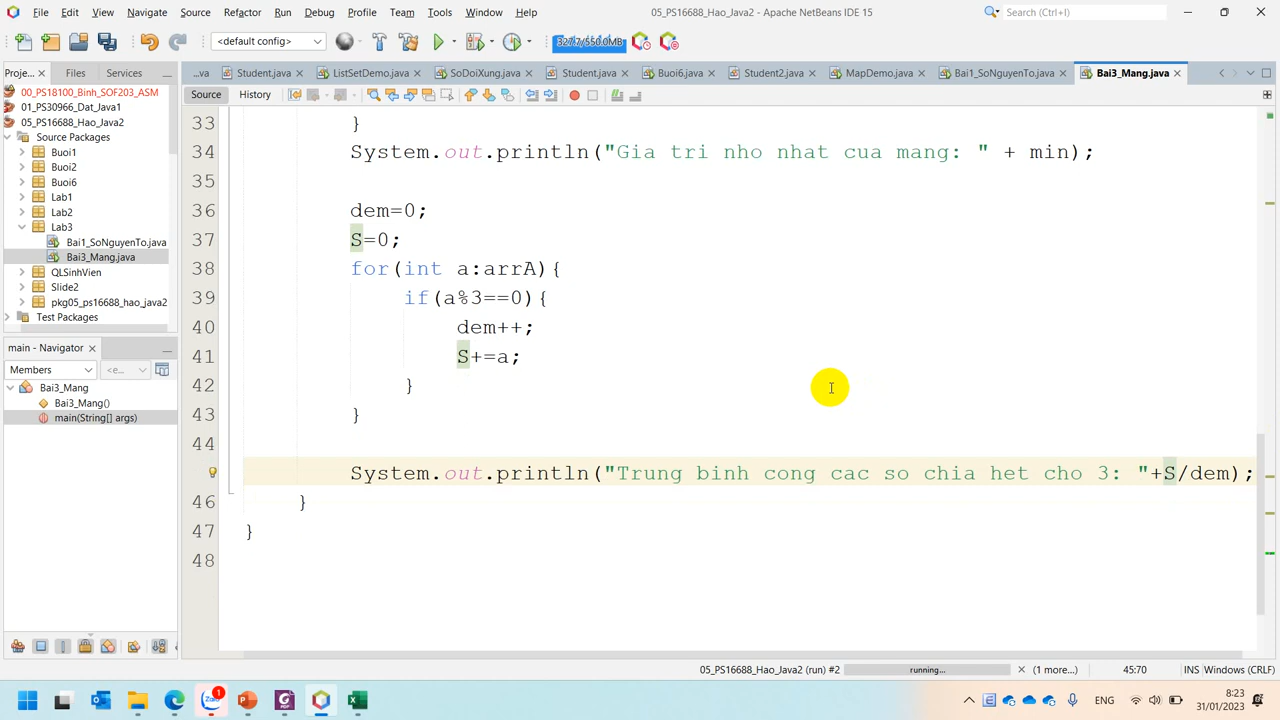 File Edit View Navigate Source Refactor Run Debug Profile Team Tools Window Help
05_PS16688_Hao_Java2 - Apache NetBeans IDE 15
Search (Ctrl+I)
<default config>
327.7/550.0MB
Proje... Files Services
...va Student.java ListSetDemo.java SoDoiXung.java Student.java Buoi6.java Student2.java MapDemo.java Bai1_SoNguyenTo.java Bai3_Mang.java
Source History
00_PS18100_Binh_SOF203_ASM
01_PS30966_Dat_Java1
05_PS16688_Hao_Java2
Source Packages
Buoi1
Buoi2
Buoi6
Lab1
Lab2
Lab3
Bai1_SoNguyenTo.java
Bai3_Mang.java
QLSinhVien
Slide2
pkg05_ps16688_hao_java2
Test Packages
main - Navigator
Members <e...
Bai3_Mang
Bai3_Mang()
main(String[] args)
33 }
34 System.out.println("Gia tri nho nhat cua mang: " + min);
35
36 dem=0;
37 S=0;
38 for(int a:arrA){
39 if(a%3==0){
40 dem++;
41 S+=a;
42 }
43 }
44
System.out.println("Trung binh cong cac so chia het cho 3: "+S/dem);
46 }
47 }
48
05_PS16688_Hao_Java2 (run) #2 running... (1 more...) 45:70 INS Windows (CRLF)
Zalo 1
ENG
8:23
31/01/2023